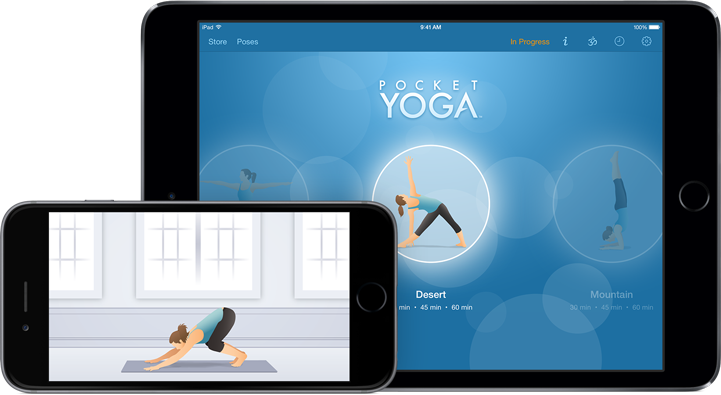 iPad 9:41 AM 100%
Store Poses In Progress i
POCKET
YOGA
Desert Mountain
min • 45 min • 60 min 30 min • 45 min • 60 min